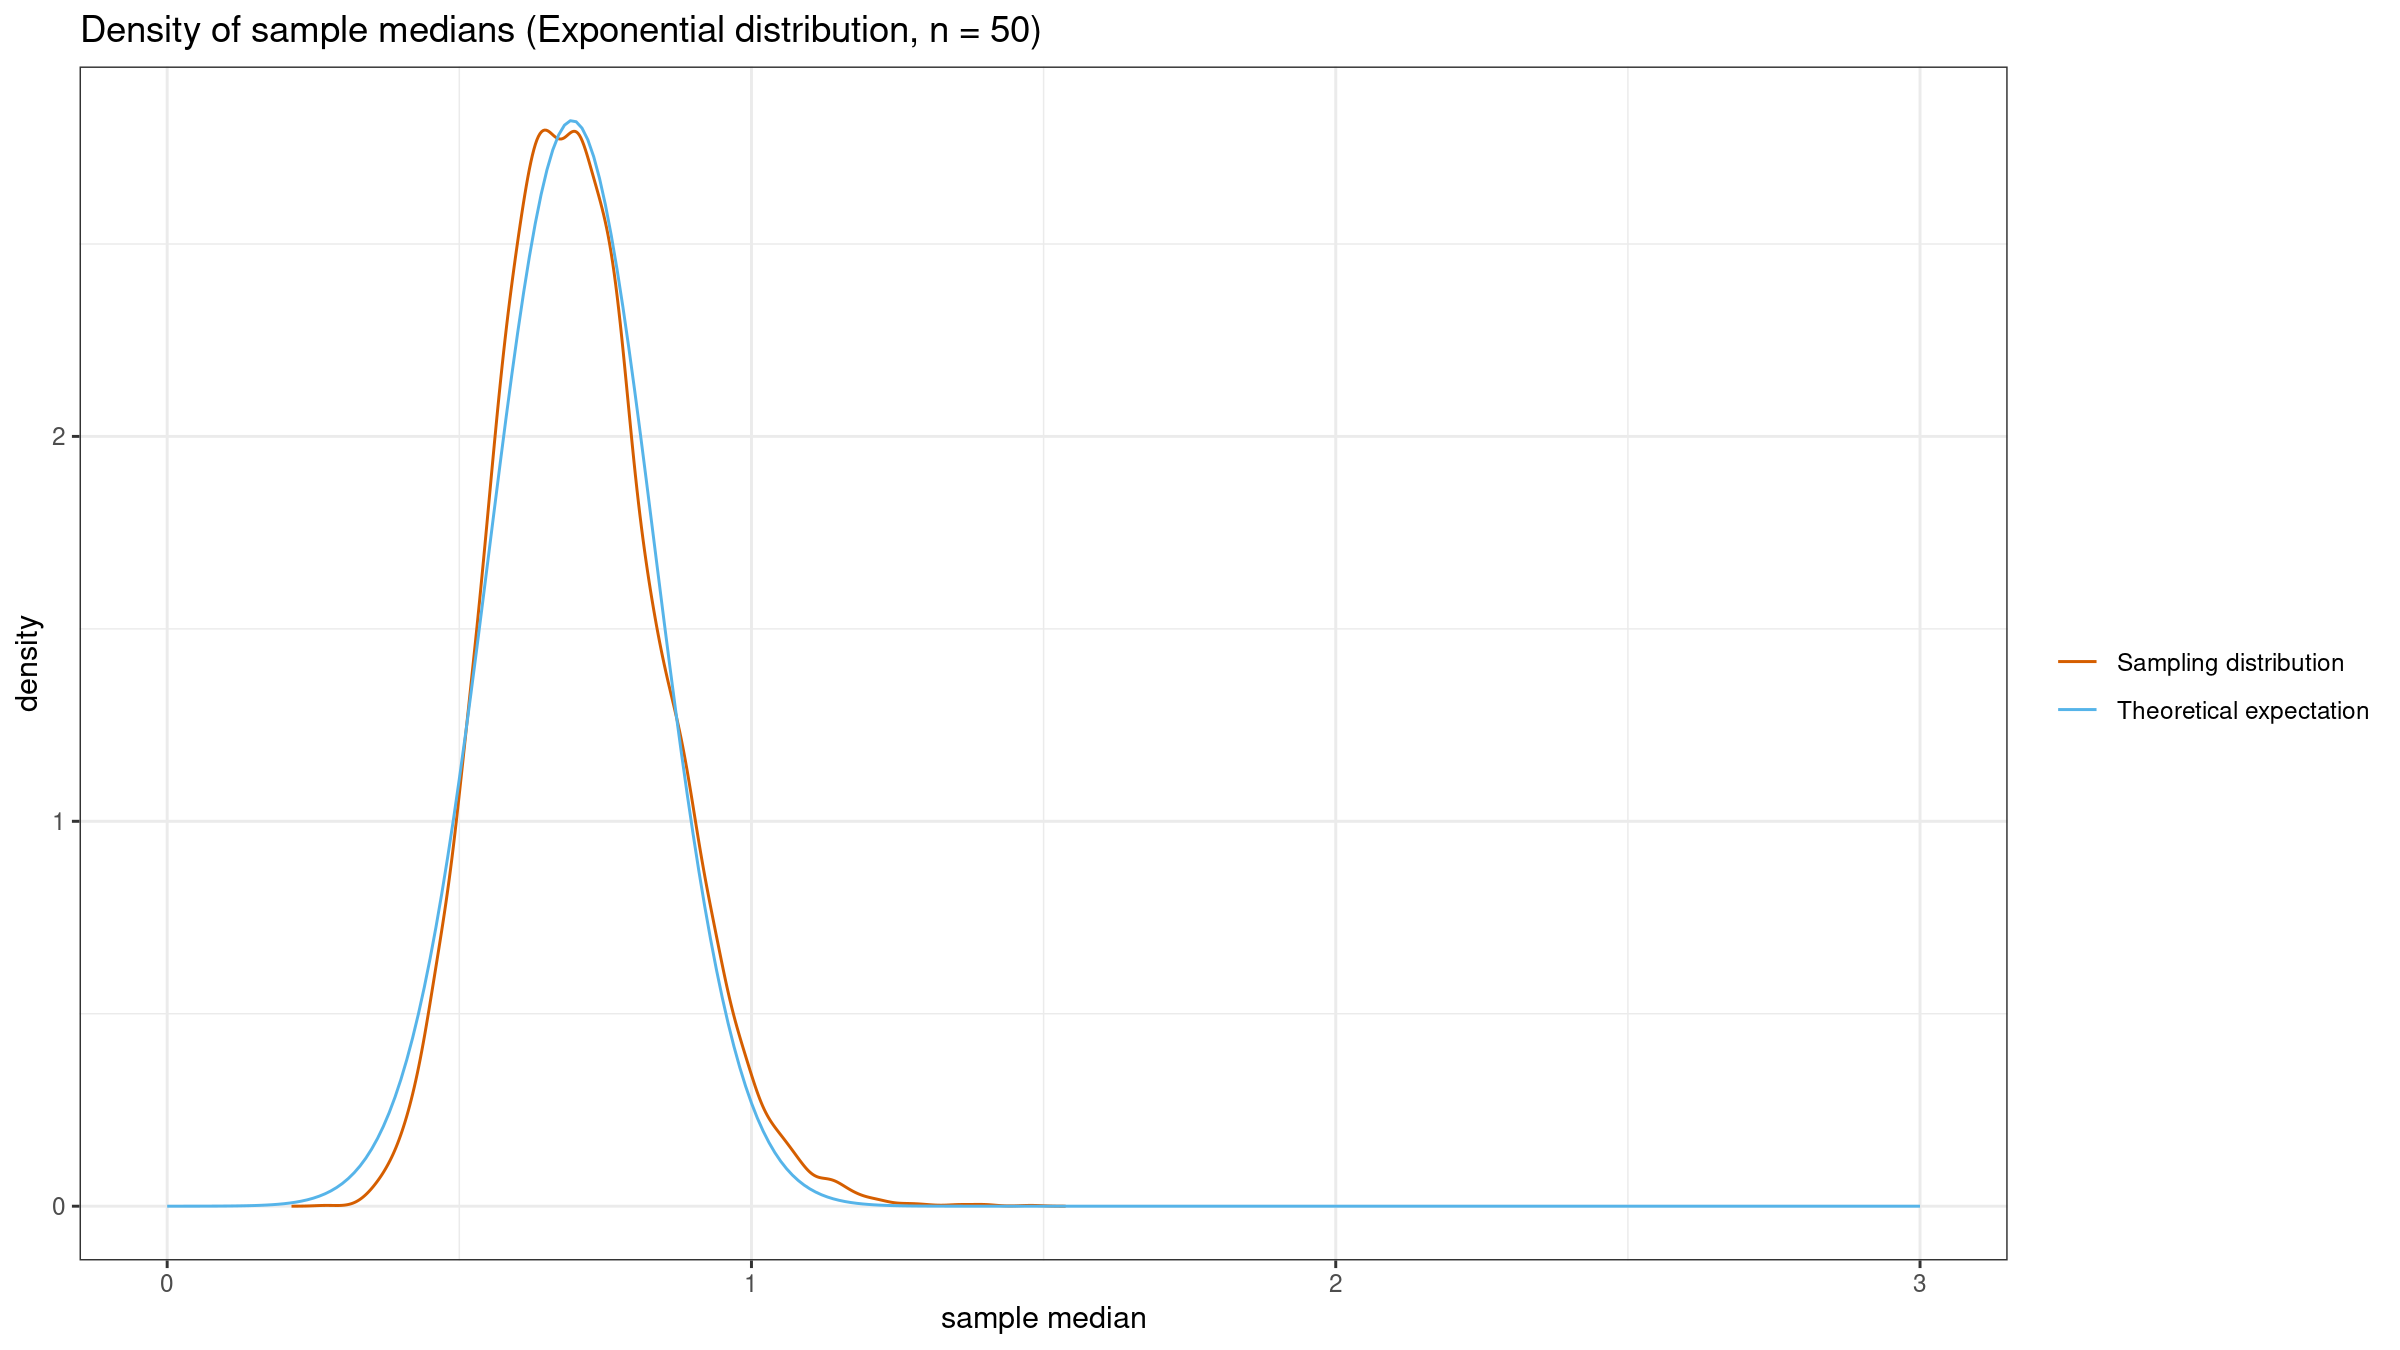 Density of sample medians (Exponential distribution, n = 50)
density
2
1
0
0
1
2
3
sample median
Sampling distribution
Theoretical expectation